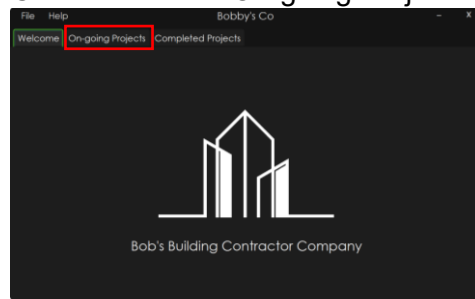 File Help Bobby's Co - x
Welcome On-going Projects Completed Projects
Bob's Building Contractor Company